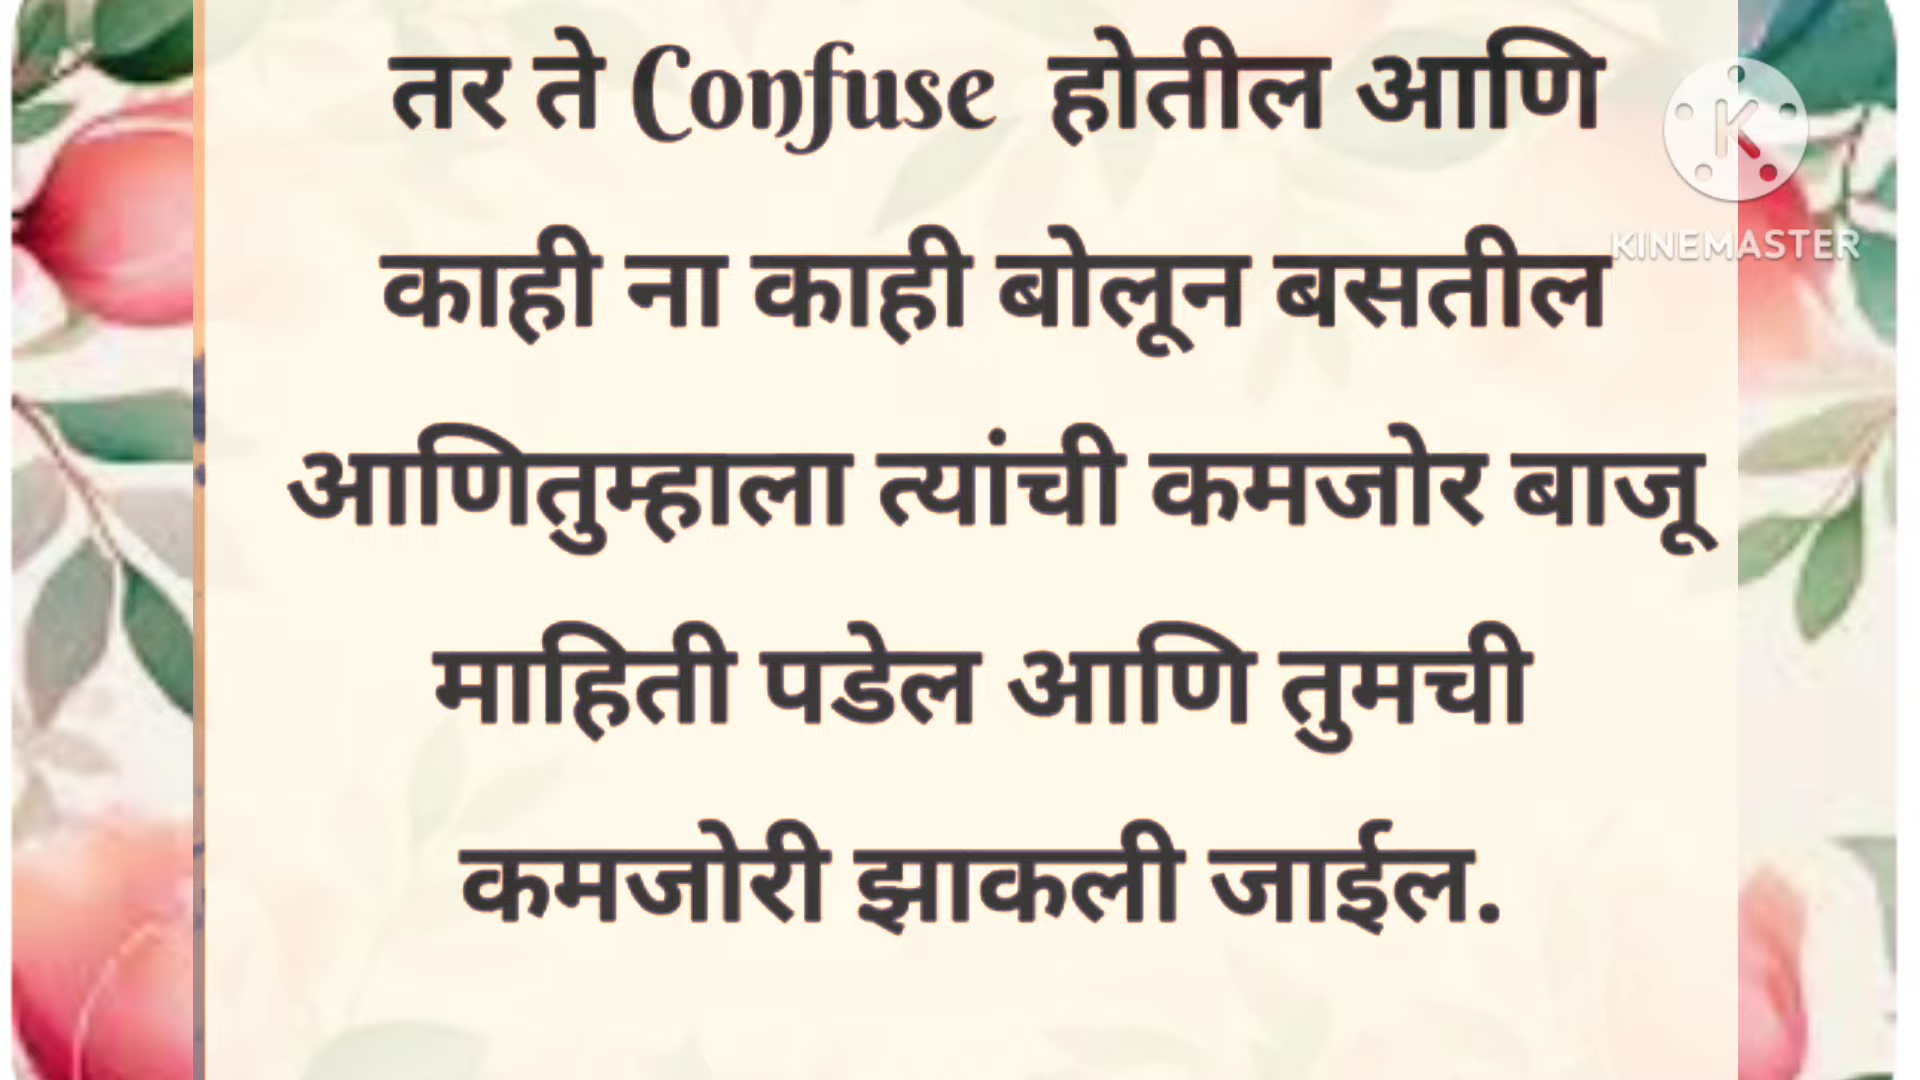 तर ते Confuse होतील आणि
काही ना काही बोलून बसतील
आणितुम्हाला त्यांची कमजोर बाजू
माहिती पडेल आणि तुमची
कमजोरी झाकली जाईल.
K
KINEMASTER